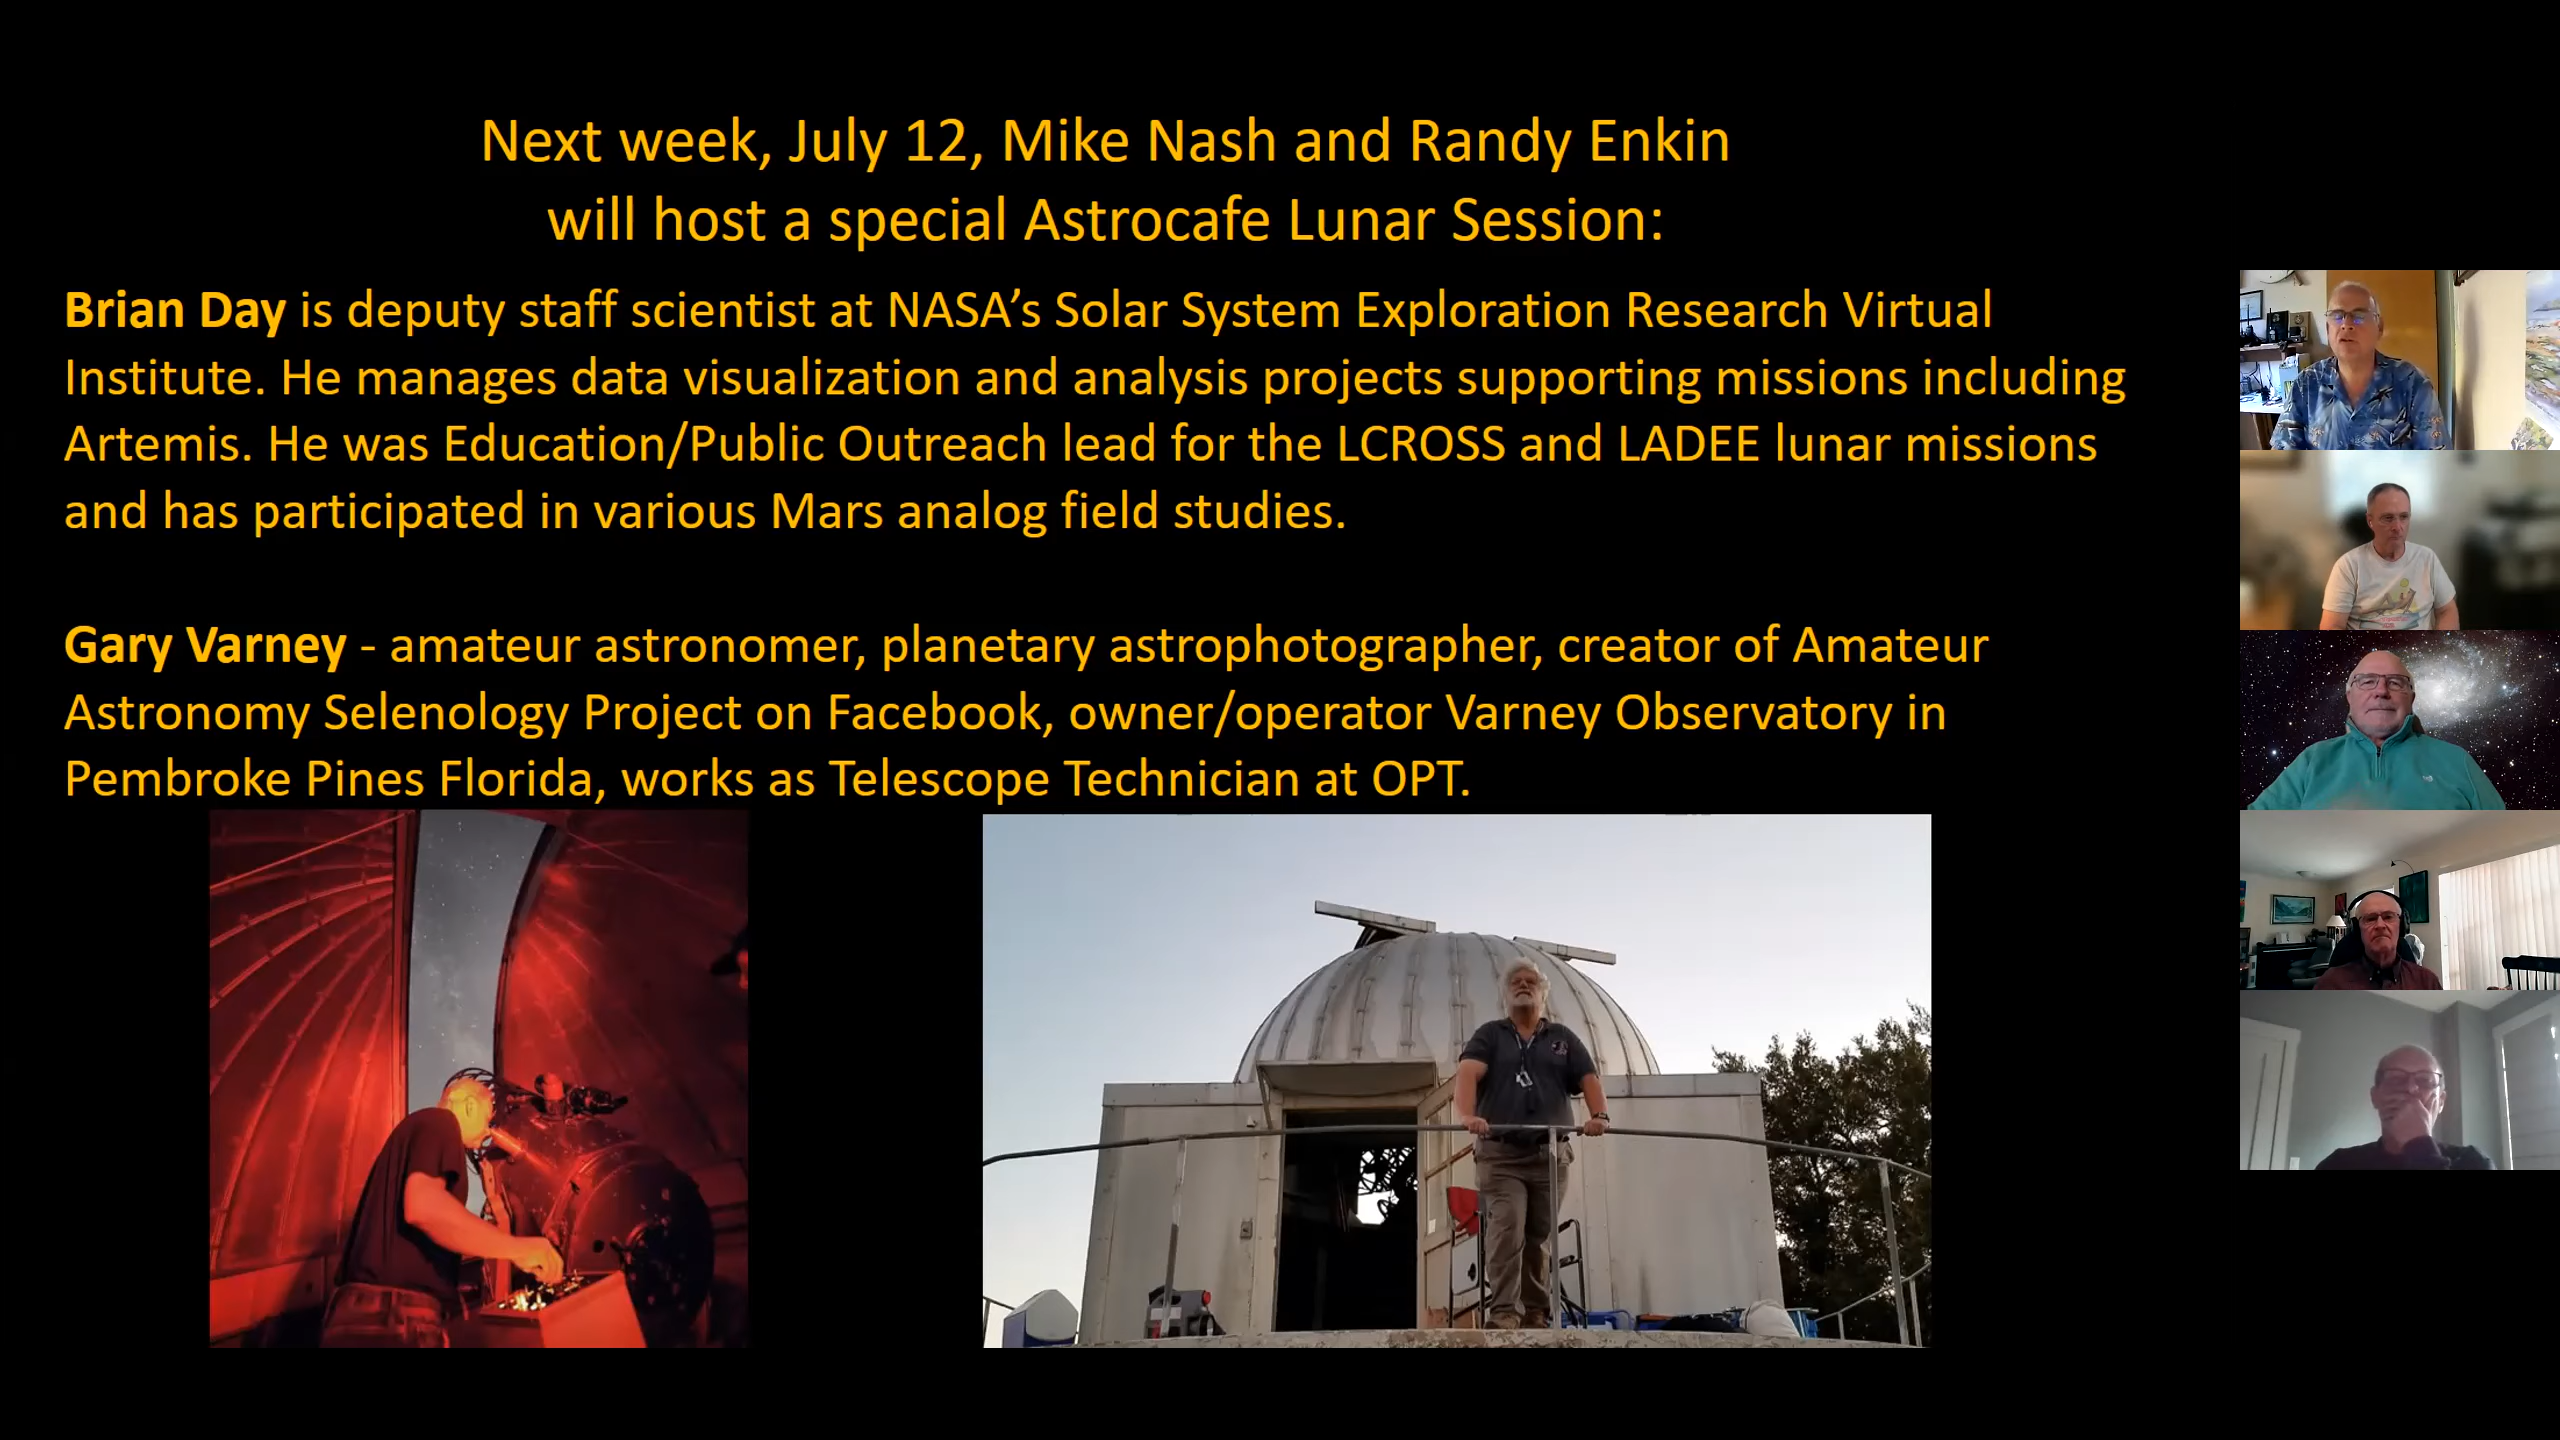 Next week, July 12, Mike Nash and Randy Enkin
will host a special Astrocafe Lunar Session:
Brian Day is deputy staff scientist at NASA’s Solar System Exploration Research Virtual
Institute. He manages data visualization and analysis projects supporting missions including
Artemis. He was Education/Public Outreach lead for the LCROSS and LADEE lunar missions
and has participated in various Mars analog field studies.
Gary Varney - amateur astronomer, planetary astrophotographer, creator of Amateur
Astronomy Selenology Project on Facebook, owner/operator Varney Observatory in
Pembroke Pines Florida, works as Telescope Technician at OPT.